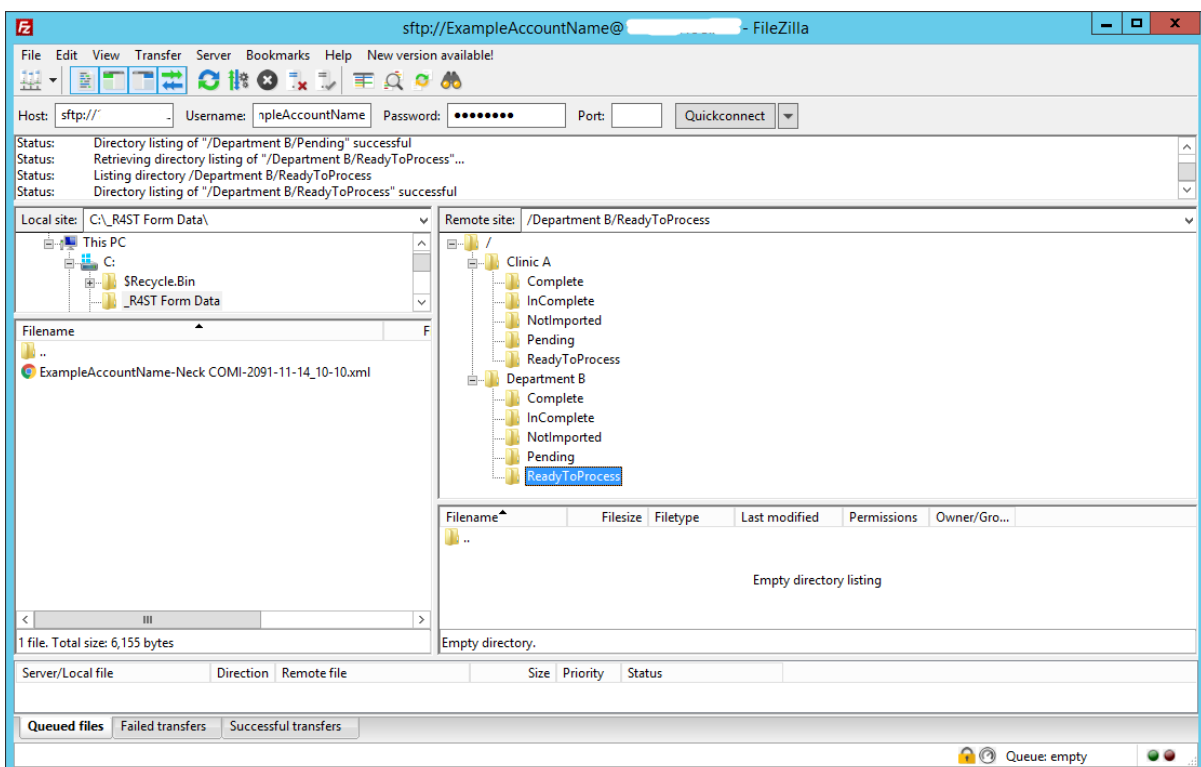 sftp://ExampleAccountName@ - FileZilla
File Edit View Transfer Server Bookmarks Help New version available!
Host: sftp:// Username: npleAccountName Password: ●●●●●●●● Port: Quickconnect
Status: Directory listing of "/Department B/Pending" successful
Status: Retrieving directory listing of "/Department B/ReadyToProcess"...
Status: Listing directory /Department B/ReadyToProcess
Status: Directory listing of "/Department B/ReadyToProcess" successful
Local site: C:\_R4ST Form Data\
This PC
C:
$Recycle.Bin
_R4ST Form Data
Filename F
..
ExampleAccountName-Neck COMI-2091-11-14_10-10.xml
1 file. Total size: 6,155 bytes
Remote site: /Department B/ReadyToProcess
/
Clinic A
Complete
InComplete
NotImported
Pending
ReadyToProcess
Department B
Complete
InComplete
NotImported
Pending
ReadyToProcess
Filename Filesize Filetype Last modified Permissions Owner/Gro...
..
Empty directory listing
Empty directory.
Server/Local file Direction Remote file Size Priority Status
Queued files Failed transfers Successful transfers
Queue: empty